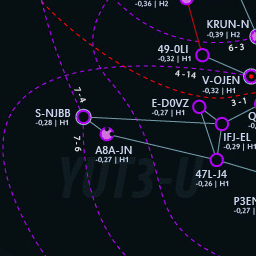 -0,36 | H2
KRUN-N
-0,39 | H2
6-3
49-0LI
-0,32 | H1
4-14
V-OJEN
-0,32 | H1
7-4
E-D0VZ
-0,27 | H1
3-1
S-NJBB
-0,28 | H1
Q
-0,
IFJ-EL
-0,29 | H1
7-6
A8A-JN
-0,27 | H1
47L-J4
-0,26 | H1
YUT3-U
P3EN
-0,27 |